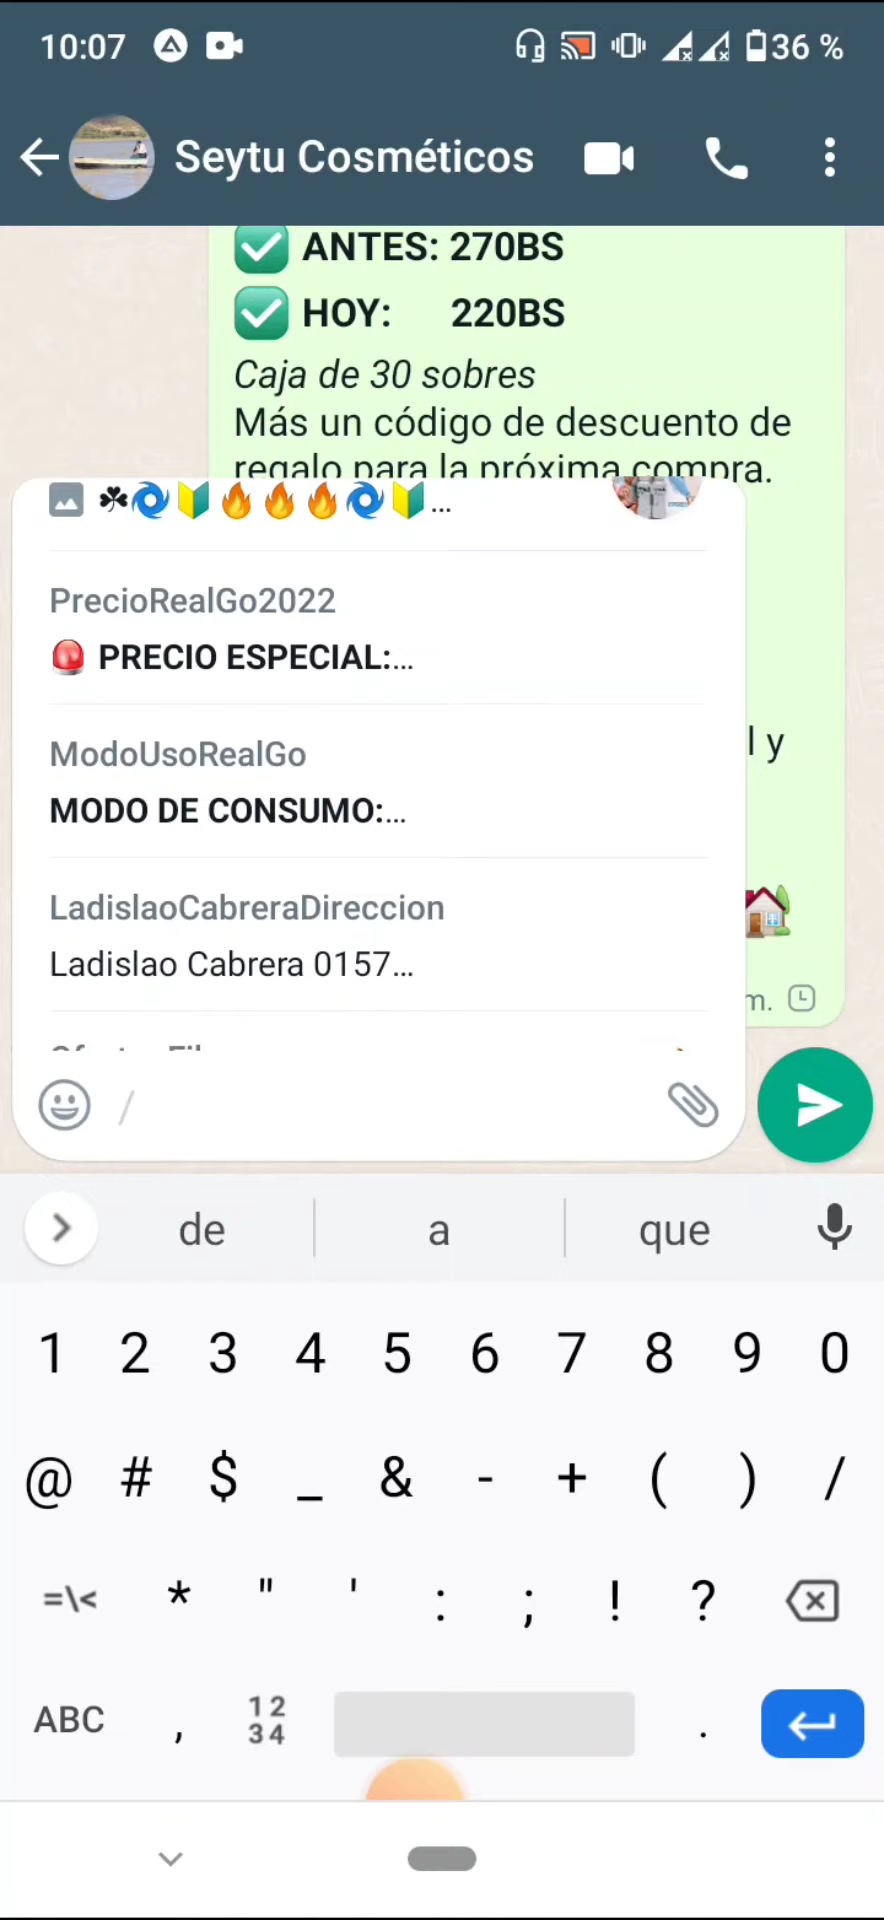 10:07 36 %
Seytu Cosméticos
✅ ANTES: 270BS
✅ HOY: 220BS
Caja de 30 sobres
Más un código de descuento de
regalo para la próxima compra.
☘🌀🔰🔥🔥🔥🌀🔰...
PrecioRealGo2022
🚨 PRECIO ESPECIAL:...
l y
ModoUsoRealGo
MODO DE CONSUMO:...
LadislaoCabreraDireccion
🏡
Ladislao Cabrera 0157...
m.
/
de a que
1 2 3 4 5 6 7 8 9 0
@ # $ _ & - + ( ) /
=\< * " ' : ; ! ?
ABC , 12 34 .